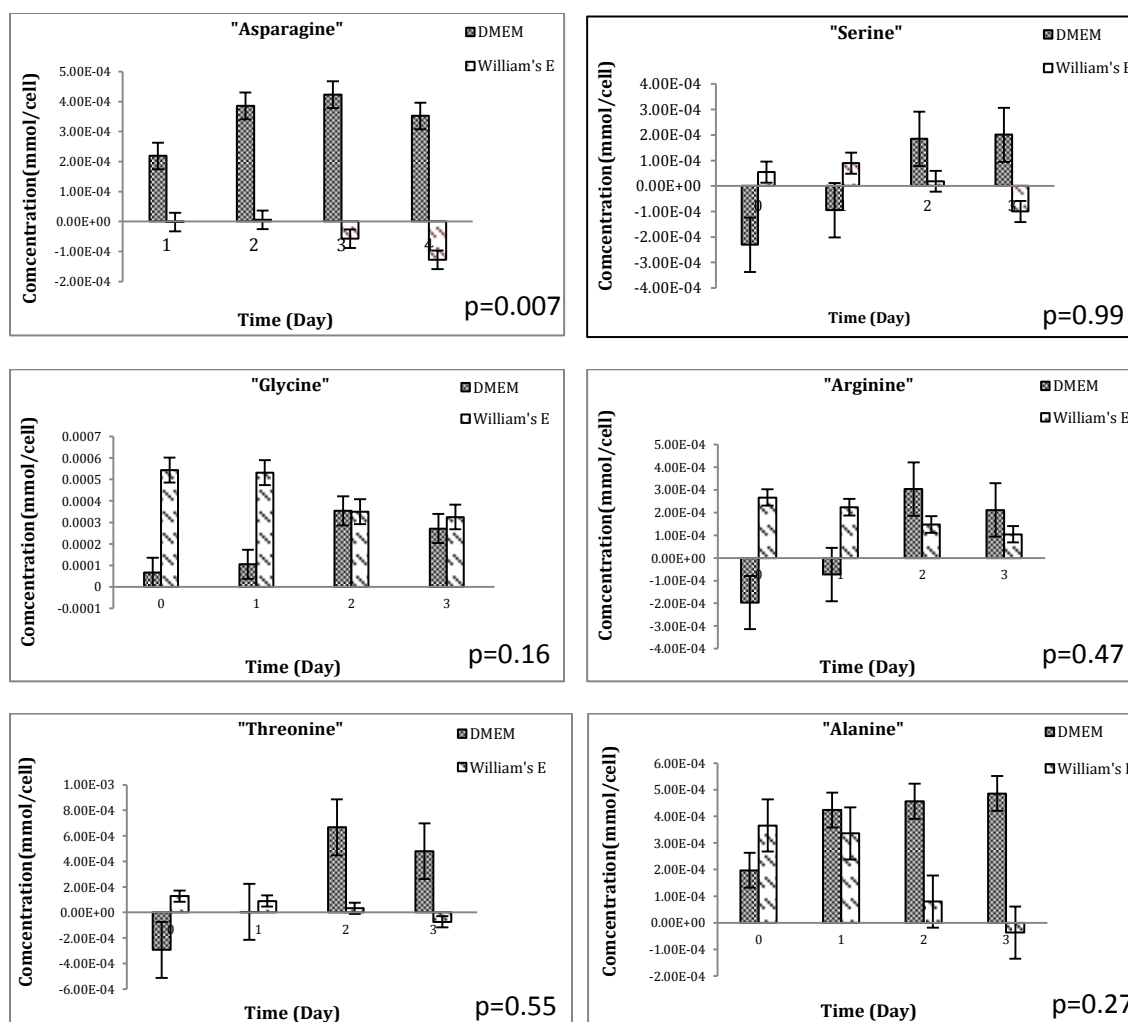 "Asparagine"
DMEM
William's E
Comcentration(mmol/cell)
5.00E-04
4.00E-04
3.00E-04
2.00E-04
1.00E-04
0.00E+00
-1.00E-04
-2.00E-04
1 2 3 4
Time (Day)
p=0.007
"Serine"
DMEM
William's E
Comcentration(mmol/cell)
4.00E-04
3.00E-04
2.00E-04
1.00E-04
0.00E+00
-1.00E-04
-2.00E-04
-3.00E-04
-4.00E-04
0 1 2 3
Time (Day)
p=0.99
"Glycine"
DMEM
William's E
Comcentration(mmol/cell)
0.0007
0.0006
0.0005
0.0004
0.0003
0.0002
0.0001
0
-0.0001
0 1 2 3
Time (Day)
p=0.16
"Arginine"
DMEM
William's E
Comcentration(mmol/cell)
5.00E-04
4.00E-04
3.00E-04
2.00E-04
1.00E-04
0.00E+00
-1.00E-04
-2.00E-04
-3.00E-04
-4.00E-04
0 1 2 3
Time (Day)
p=0.47
"Threonine"
DMEM
William's E
Comcentration(mmol/cell)
1.00E-03
8.00E-04
6.00E-04
4.00E-04
2.00E-04
0.00E+00
-2.00E-04
-4.00E-04
-6.00E-04
0 1 2 3
Time (Day)
p=0.55
"Alanine"
DMEM
William's E
Comcentration(mmol/cell)
6.00E-04
5.00E-04
4.00E-04
3.00E-04
2.00E-04
1.00E-04
0.00E+00
-1.00E-04
-2.00E-04
0 1 2 3
Time (Day)
p=0.27